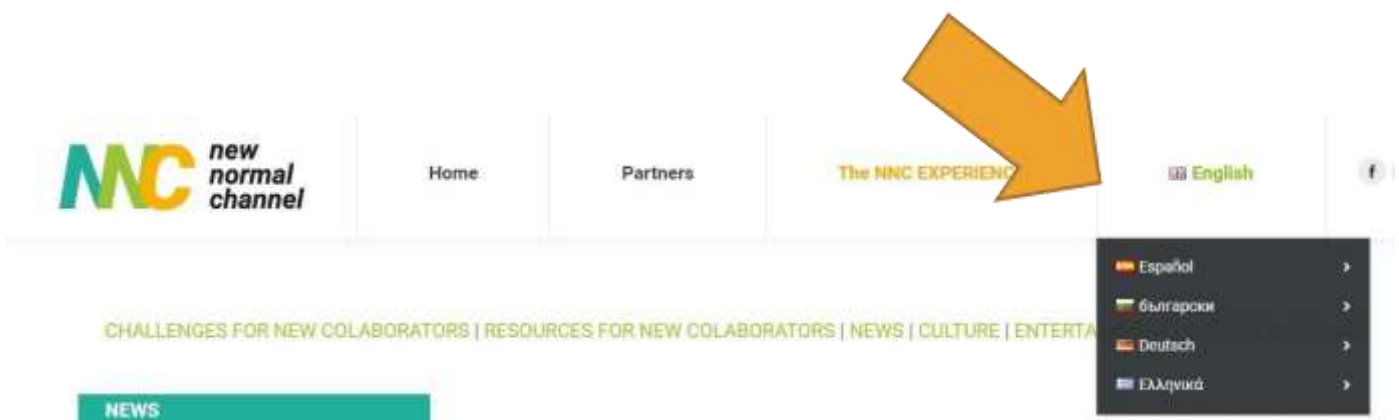 NNC new
normal
channel
Home
Partners
The NNC EXPERIENC
English
f
Español
български
Deutsch
Ελληνικά
CHALLENGES FOR NEW COLABORATORS | RESOURCES FOR NEW COLABORATORS | NEWS | CULTURE | ENTERTA
NEWS